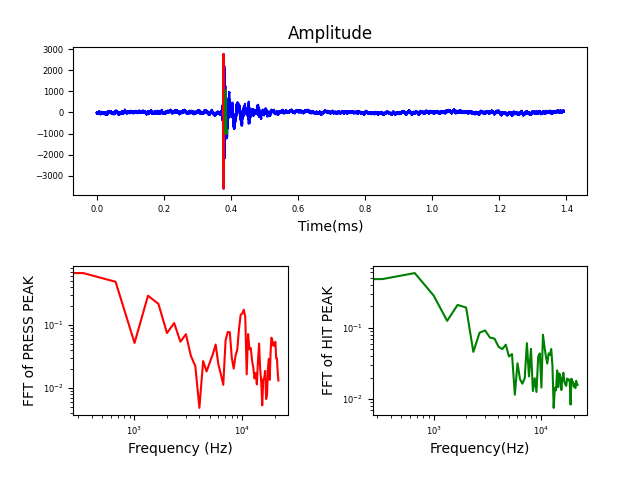 Amplitude
3000
2000
1000
0
−1000
−2000
−3000
0.0 0.2 0.4 0.6 0.8 1.0 1.2 1.4
Time(ms)
FFT of PRESS PEAK
10⁻¹
10⁻²
10³ 10⁴
Frequency (Hz)
FFT of HIT PEAK
10⁻¹
10⁻²
10³ 10⁴
Frequency(Hz)